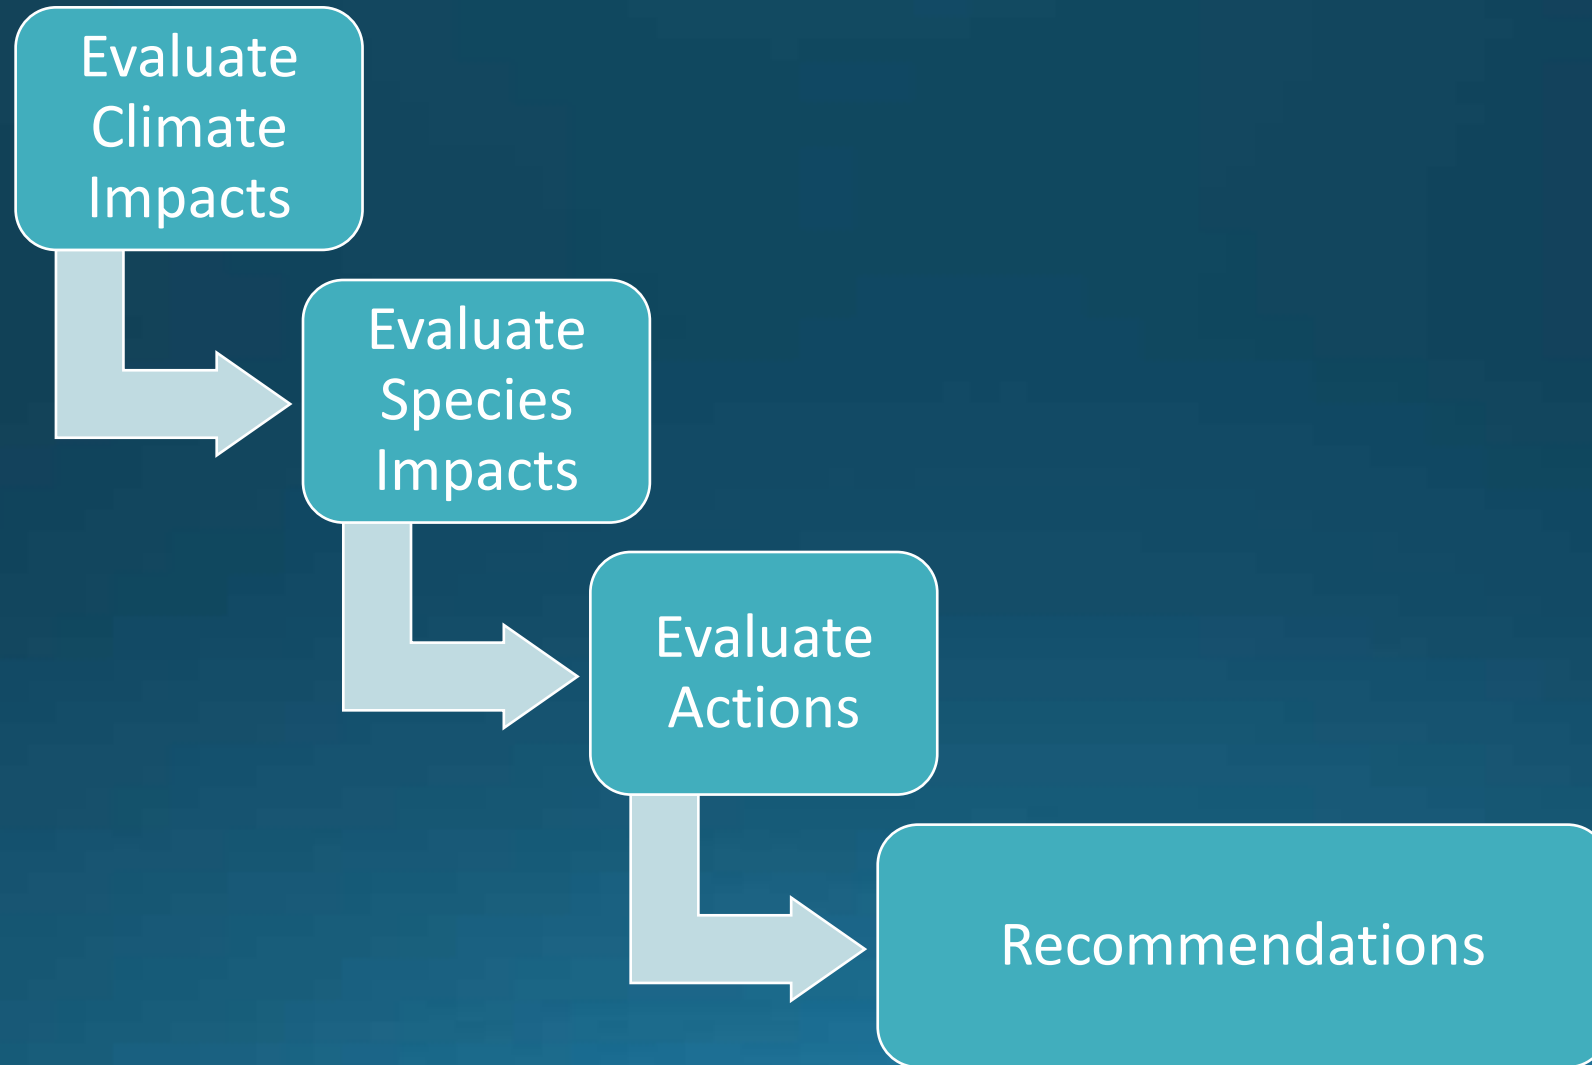 Evaluate
Climate
Impacts
Evaluate
Species
Impacts
Evaluate
Actions
Recommendations